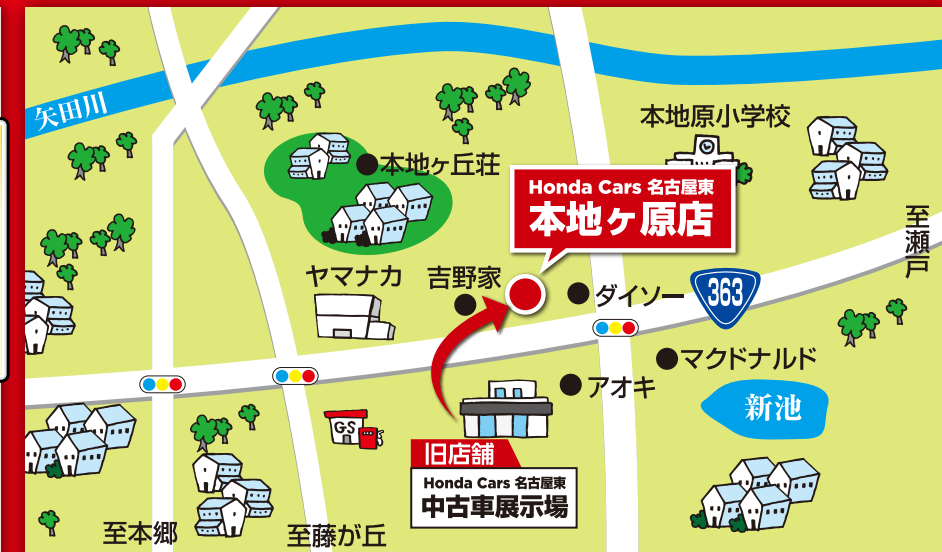 矢田川
本地原小学校
本地ヶ丘荘
Honda Cars 名古屋東
本地ヶ原店
至瀬戸
ヤマナカ
吉野家
ダイソー
363
マクドナルド
アオキ
新池
GS
旧店舗
Honda Cars 名古屋東
中古車展示場
至本郷
至藤が丘